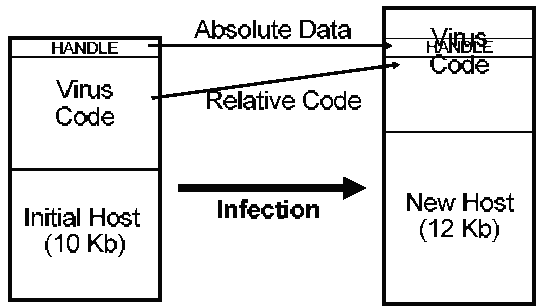 Absolute Data
HANDLE
Virus
Code
Relative Code
Initial Host
(10 Kb)
Infection
Virus
HANDLE
Code
New Host
(12 Kb)